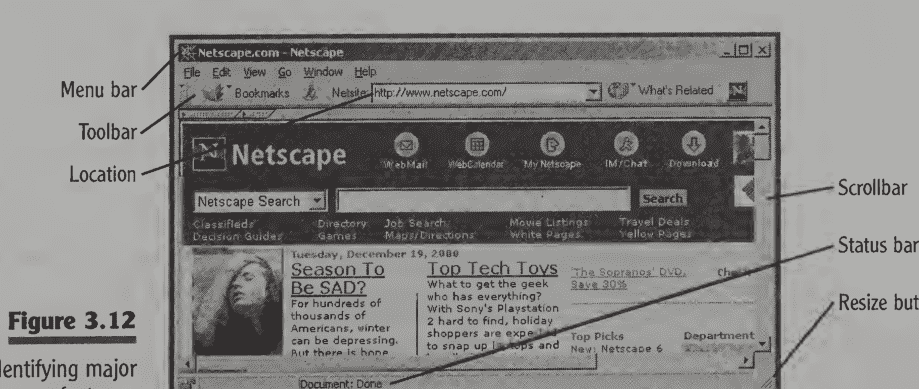 Netscape.com - Netscape
File Edit View Go Window Help
Menu bar
Bookmarks Netsite: http://www.netscape.com/ What's Related
Toolbar
Location
Netscape
WebMail WebCalendar My Netscape IM/Chat Download
Scrollbar
Netscape Search Search
Classifieds Directory Job Search Movie Listings Travel Deals
Decision Guides Games Maps/Directions White Pages Yellow Pages
Status bar
Tuesday, December 19, 2000
Season To
Be SAD?
For hundreds of
thousands of
Americans, winter
can be depressing.
But there is hope
Top Tech Toys
What to get the geek
who has everything?
With Sony's Playstation
2 hard to find, holiday
shoppers are
to snap up and
'The Sopranos' DVD,
Save 30%
Top Picks Department
New: Netscape 6
Resize but
Figure 3.12
dentifying major
Document: Done